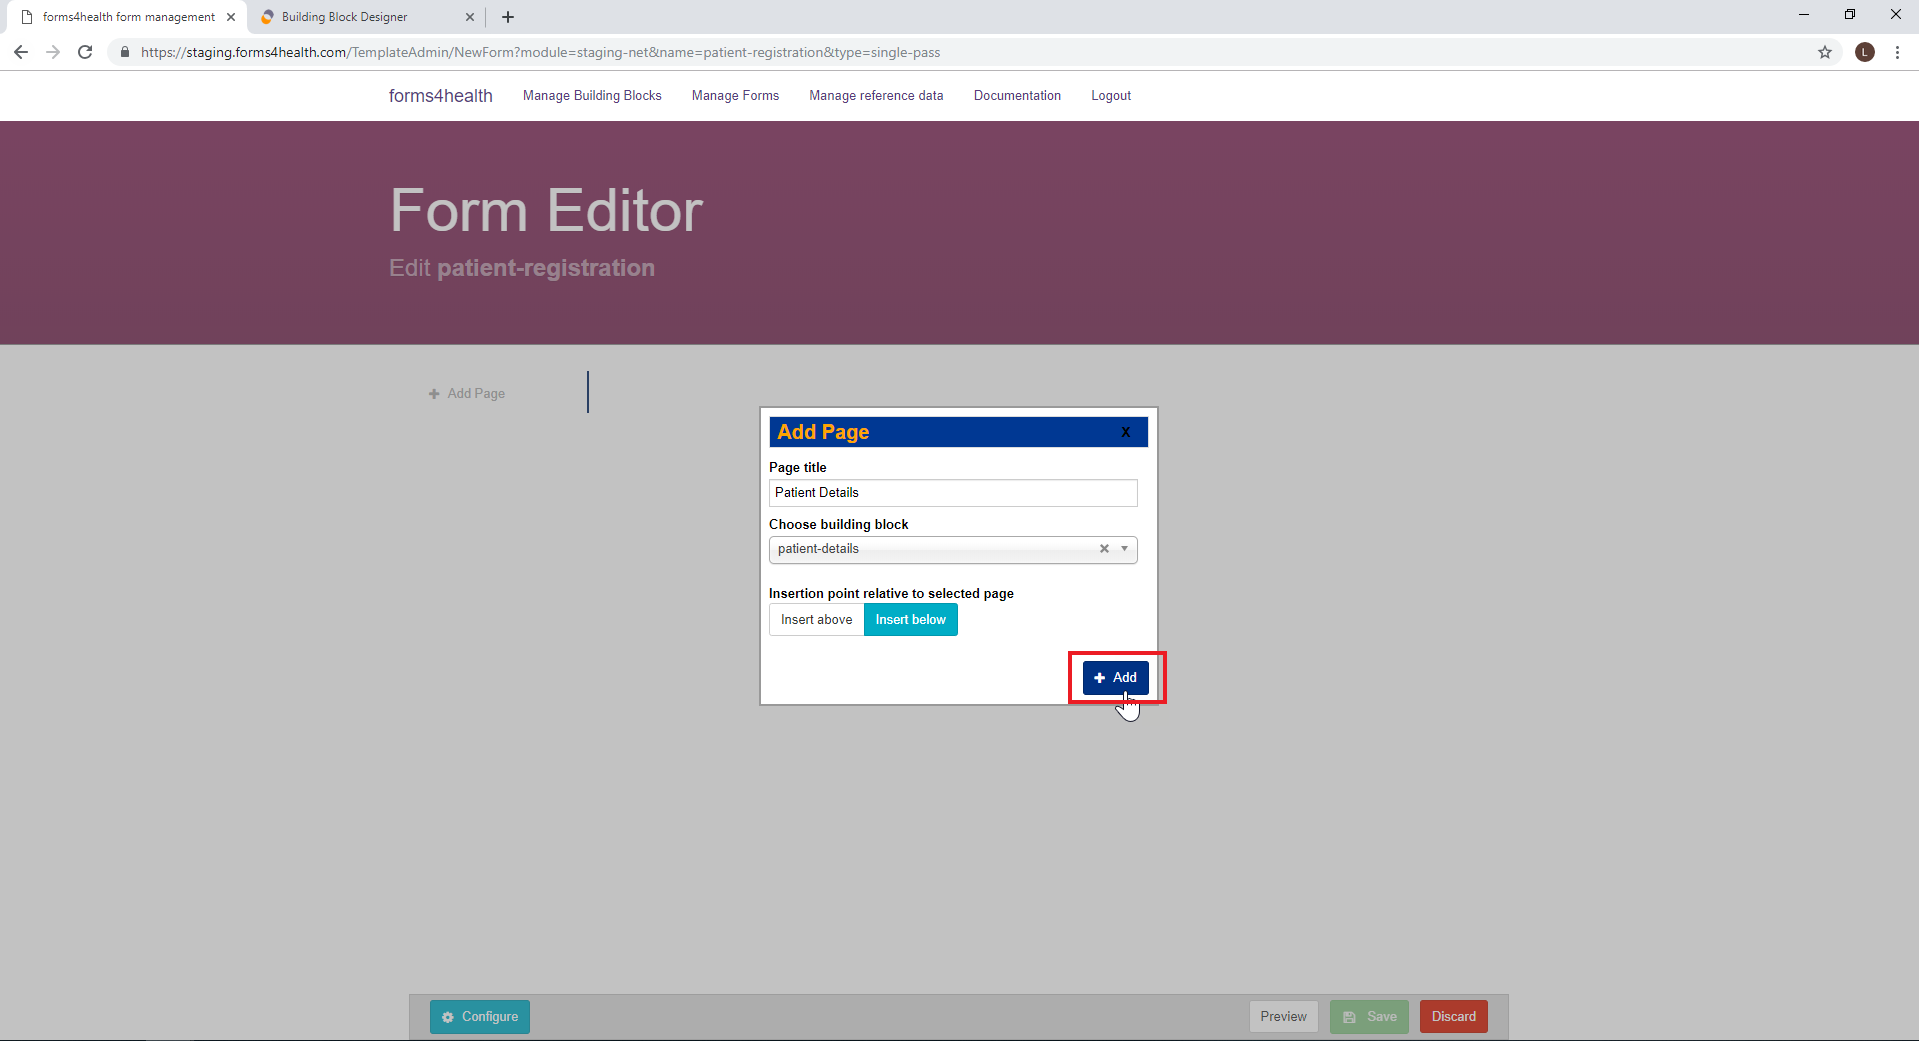 forms4health form management
Building Block Designer
https://staging.forms4health.com/TemplateAdmin/NewForm?module=staging-net&name=patient-registration&type=single-pass
L
forms4health Manage Building Blocks Manage Forms Manage reference data Documentation Logout
Form Editor
Edit patient-registration
Add Page
Add Page X
Page title
Patient Details
Choose building block
patient-details
Insertion point relative to selected page
Insert above Insert below
Add
Configure Preview Save Discard